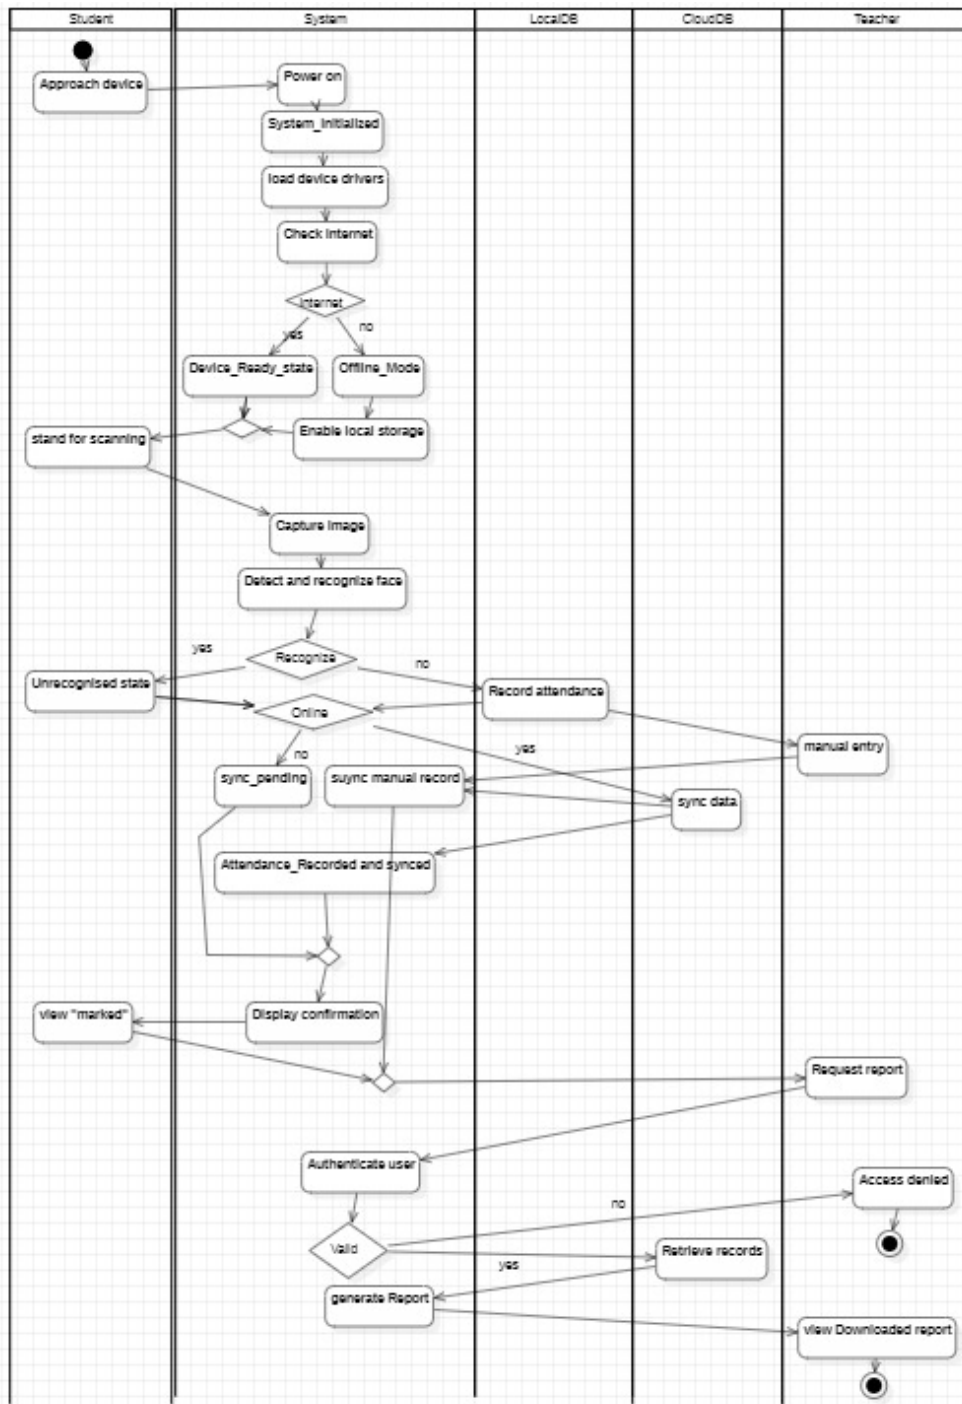 Student
System
LocalDB
CloudDB
Teacher
Approach device
Power on
System_Initialized
load device drivers
Check Internet
Internet
yes
no
Device_Ready_state
Offline_Mode
stand for scanning
Enable local storage
Capture Image
Detect and recognize face
yes
Recognize
no
Unrecognised state
Record attendance
Online
yes
manual entry
no
sync_pending
suync manual record
sync data
Attendance_Recorded and synced
view "marked"
Display confirmation
Request report
Authenticate user
Access denied
no
Valid
Retrieve records
yes
generate Report
view Downloaded report